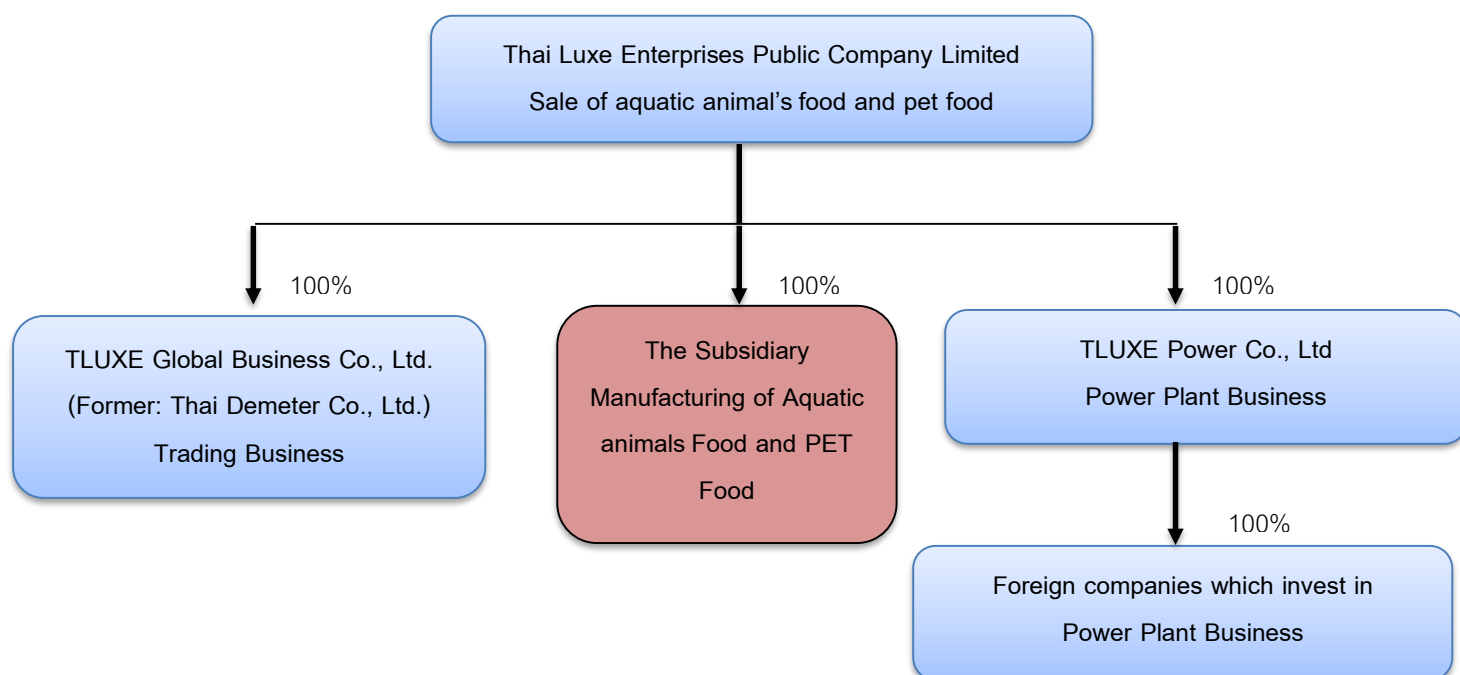 Thai Luxe Enterprises Public Company Limited
Sale of aquatic animal's food and pet food
100%
100%
100%
TLUXE Global Business Co., Ltd.
(Former: Thai Demeter Co., Ltd.)
Trading Business
The Subsidiary
Manufacturing of Aquatic
animals Food and PET
Food
TLUXE Power Co., Ltd
Power Plant Business
100%
Foreign companies which invest in
Power Plant Business